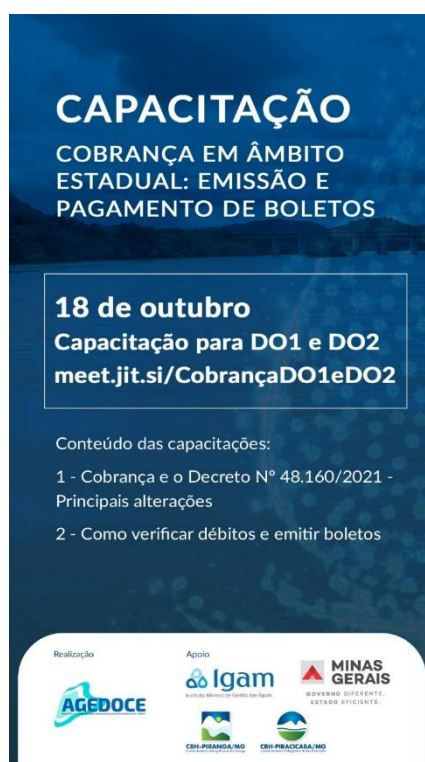 CAPACITAÇÃO
COBRANÇA EM ÂMBITO
ESTADUAL: EMISSÃO E
PAGAMENTO DE BOLETOS
18 de outubro
Capacitação para DO1 e DO2
meet.jit.si/CobrançaDO1eDO2
Conteúdo das capacitações:
1 - Cobrança e o Decreto Nº 48.160/2021 -
Principais alterações
2 - Como verificar débitos e emitir boletos
Realização
Apoio
AGEDOCE
Igam
Instituto Mineiro de Gestão das Águas
MINAS
GERAIS
GOVERNO DIFERENTE.
ESTADO EFICIENTE.
CBH-PIRANGA/MG
CBH-PIRACICABA/MG